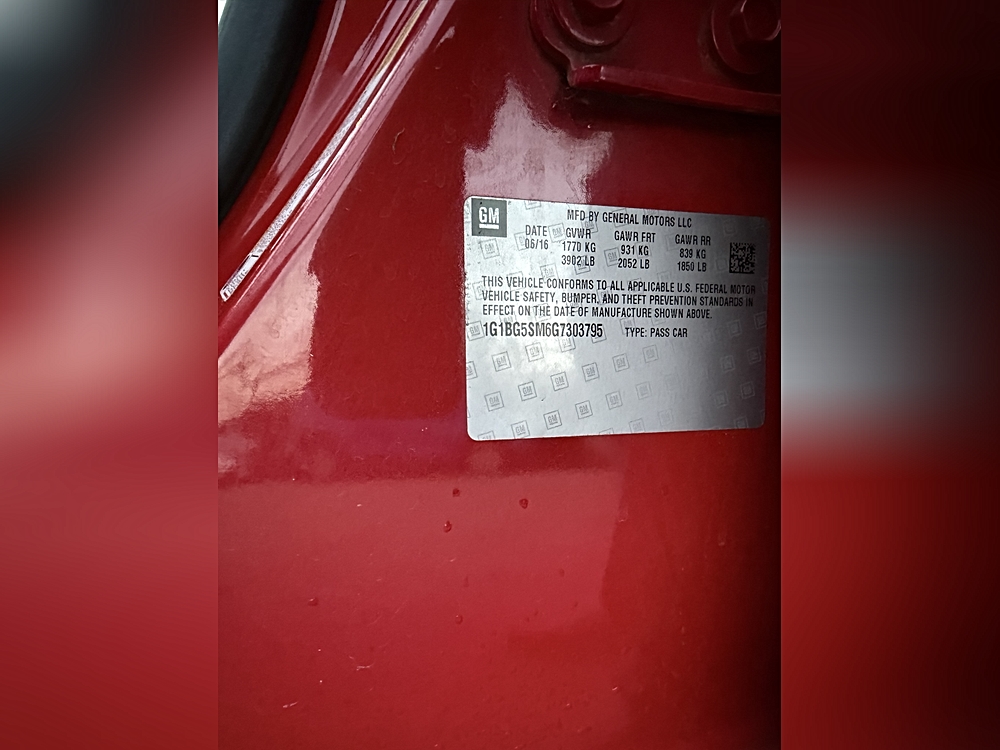 GM
MFD BY GENERAL MOTORS LLC
DATE GVWR GAWR FRT GAWR RR
06/16 1770 KG 931 KG 839 KG
3902 LB 2052 LB 1850 LB
THIS VEHICLE CONFORMS TO ALL APPLICABLE U.S. FEDERAL MOTOR
VEHICLE SAFETY, BUMPER, AND THEFT PREVENTION STANDARDS IN
EFFECT ON THE DATE OF MANUFACTURE SHOWN ABOVE.
1G1BG5SM6G7303795 TYPE: PASS CAR